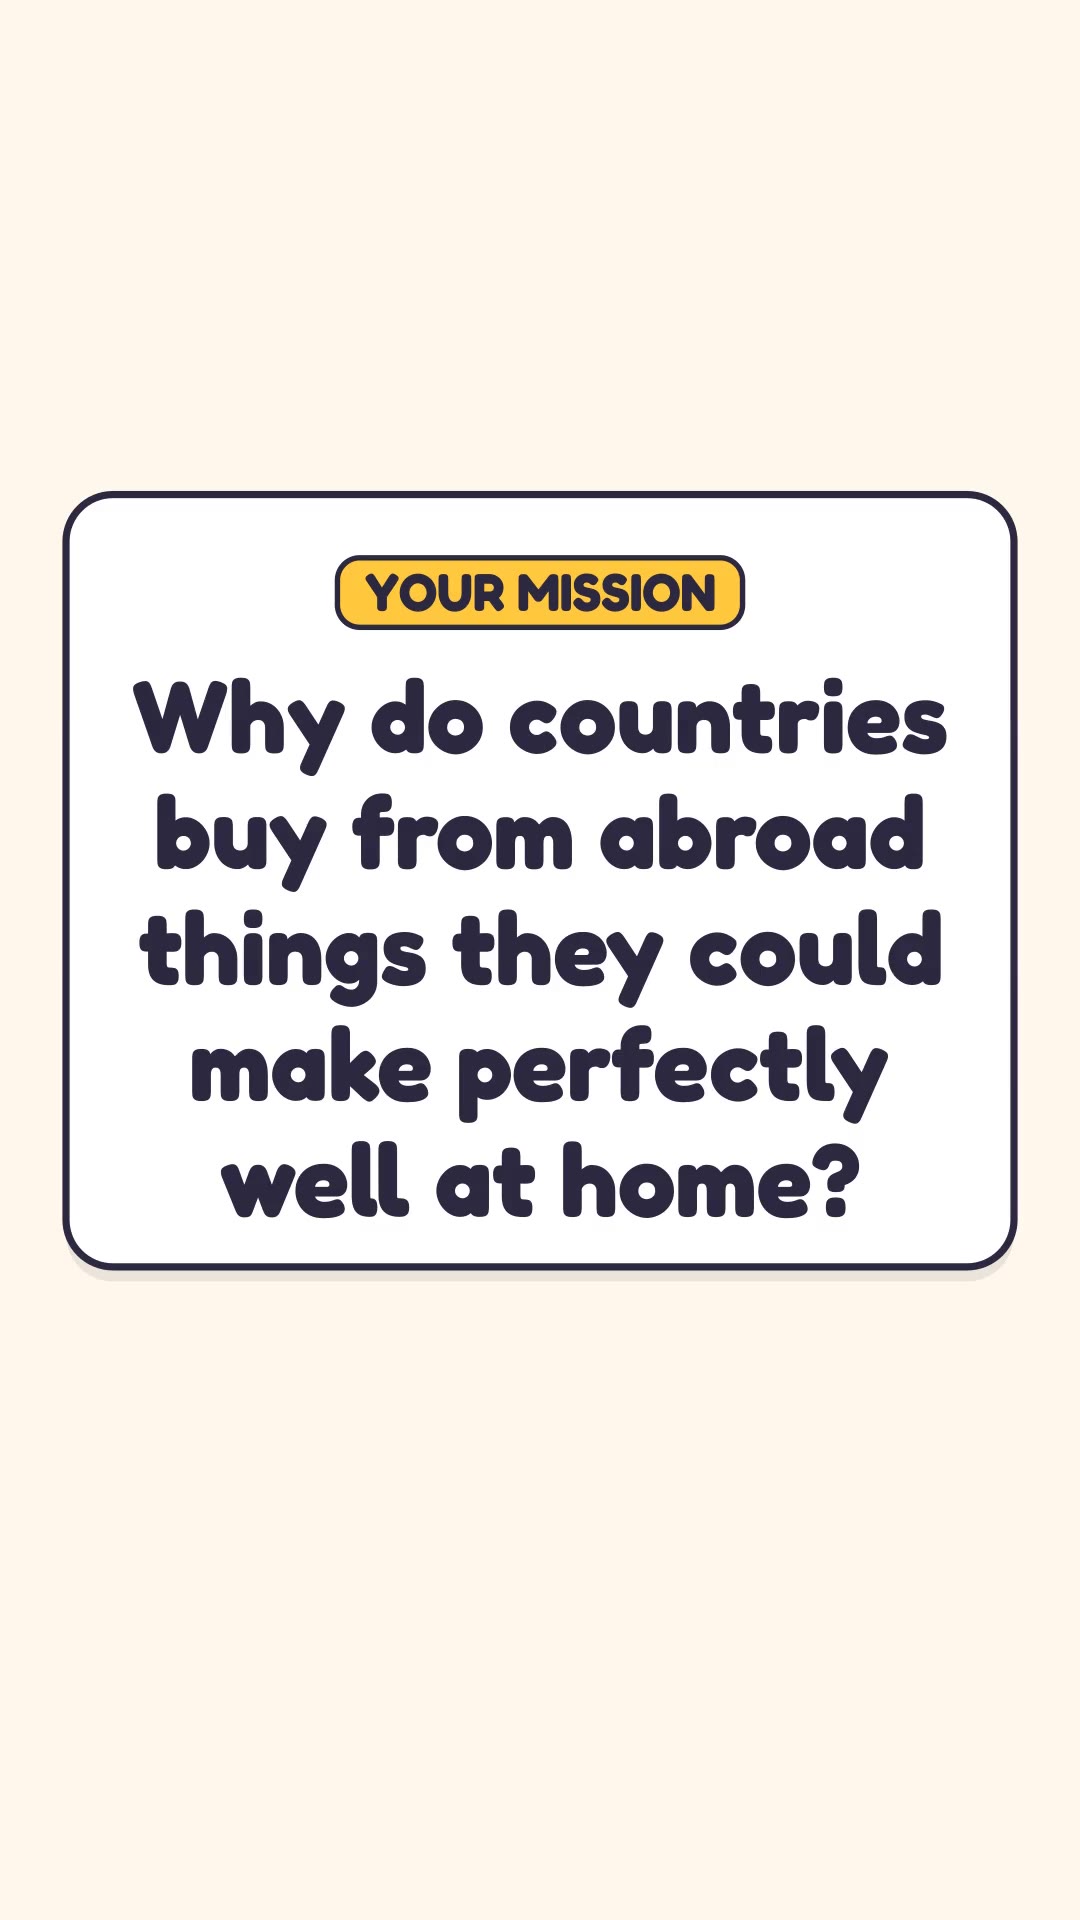 YOUR MISSION
Why do countries
buy from abroad
things they could
make perfectly
well at home?